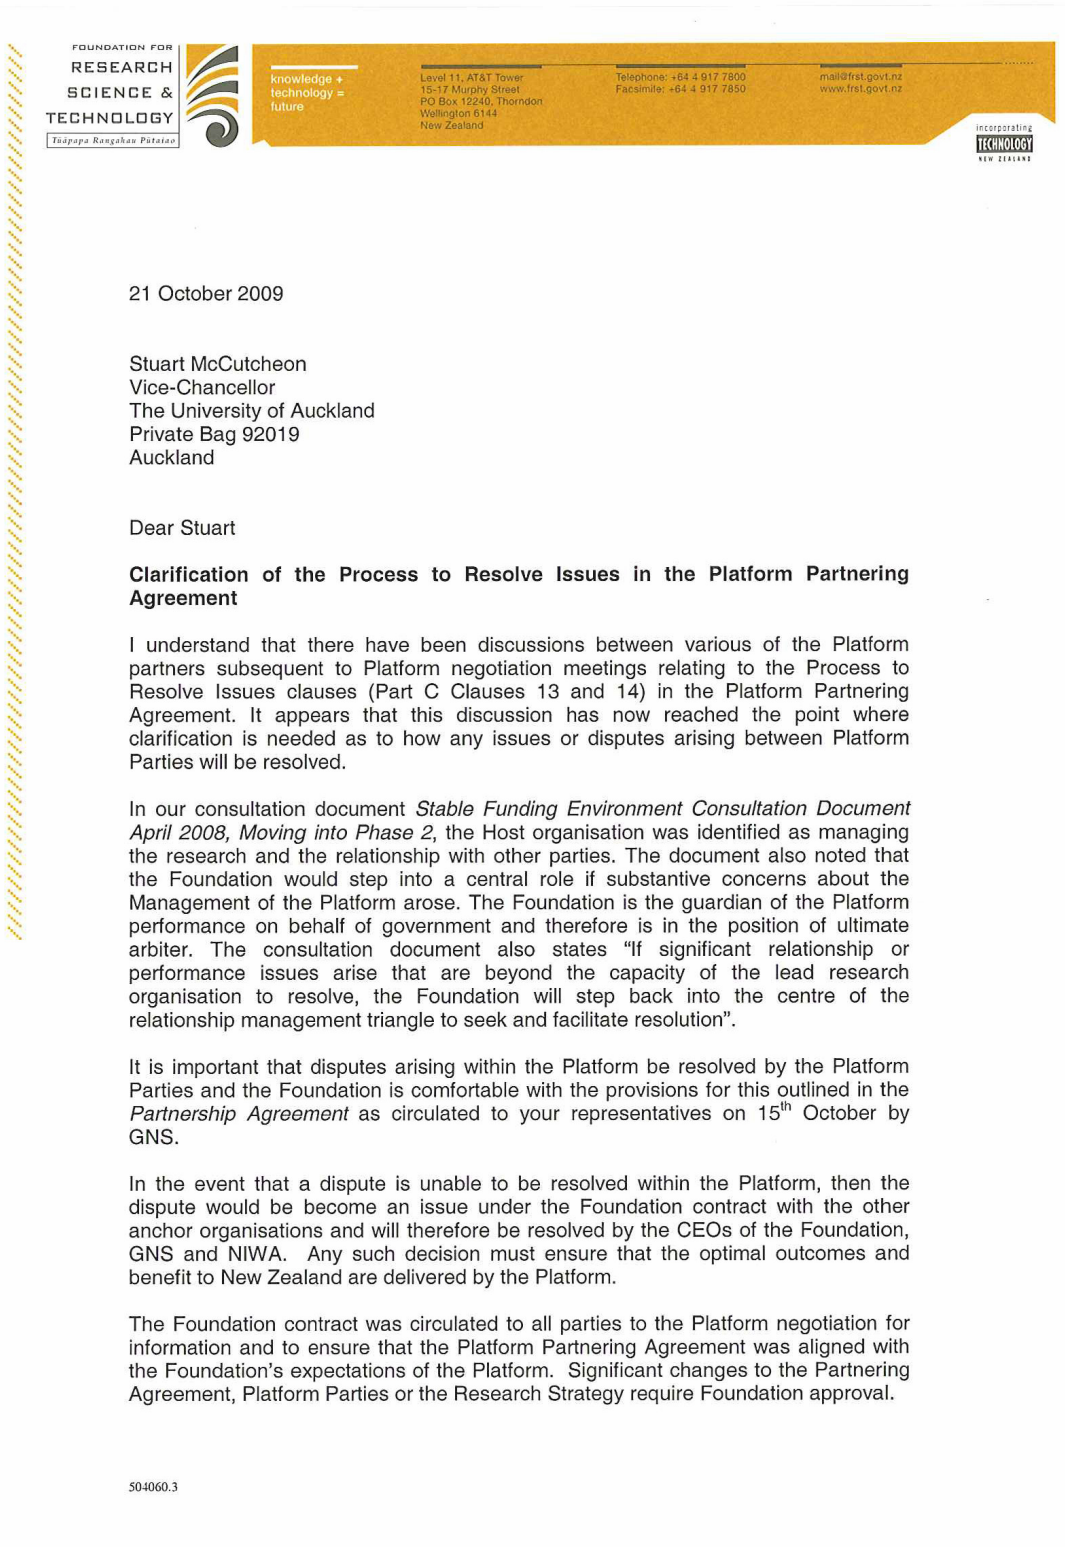 FOUNDATION FOR
RESEARCH
SCIENCE &
TECHNOLOGY
Tūāpapa Rangahau Pūtaiao
knowledge +
technology =
future
Level 11, AT&T Tower
15-17 Murphy Street
PO Box 12240, Thorndon
Wellington 6144
New Zealand
Telephone: +64 4 917 7800
Facsimile: +64 4 917 7850
mail@frst.govt.nz
www.frst.govt.nz
incorporating
TECHNOLOGY
NEW ZEALAND
21 October 2009
Stuart McCutcheon
Vice-Chancellor
The University of Auckland
Private Bag 92019
Auckland
Dear Stuart
Clarification of the Process to Resolve Issues in the Platform Partnering
Agreement
I understand that there have been discussions between various of the Platform
partners subsequent to Platform negotiation meetings relating to the Process to
Resolve Issues clauses (Part C Clauses 13 and 14) in the Platform Partnering
Agreement. It appears that this discussion has now reached the point where
clarification is needed as to how any issues or disputes arising between Platform
Parties will be resolved.
In our consultation document Stable Funding Environment Consultation Document
April 2008, Moving into Phase 2, the Host organisation was identified as managing
the research and the relationship with other parties. The document also noted that
the Foundation would step into a central role if substantive concerns about the
Management of the Platform arose. The Foundation is the guardian of the Platform
performance on behalf of government and therefore is in the position of ultimate
arbiter. The consultation document also states “If significant relationship or
performance issues arise that are beyond the capacity of the lead research
organisation to resolve, the Foundation will step back into the centre of the
relationship management triangle to seek and facilitate resolution”.
It is important that disputes arising within the Platform be resolved by the Platform
Parties and the Foundation is comfortable with the provisions for this outlined in the
Partnership Agreement as circulated to your representatives on 15th October by
GNS.
In the event that a dispute is unable to be resolved within the Platform, then the
dispute would be become an issue under the Foundation contract with the other
anchor organisations and will therefore be resolved by the CEOs of the Foundation,
GNS and NIWA. Any such decision must ensure that the optimal outcomes and
benefit to New Zealand are delivered by the Platform.
The Foundation contract was circulated to all parties to the Platform negotiation for
information and to ensure that the Platform Partnering Agreement was aligned with
the Foundation's expectations of the Platform. Significant changes to the Partnering
Agreement, Platform Parties or the Research Strategy require Foundation approval.
504060.3